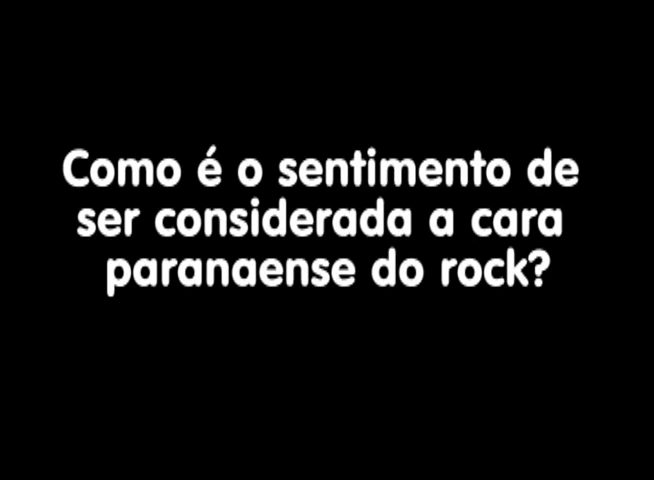 Como é o sentimento de
ser considerada a cara
paranaense do rock?